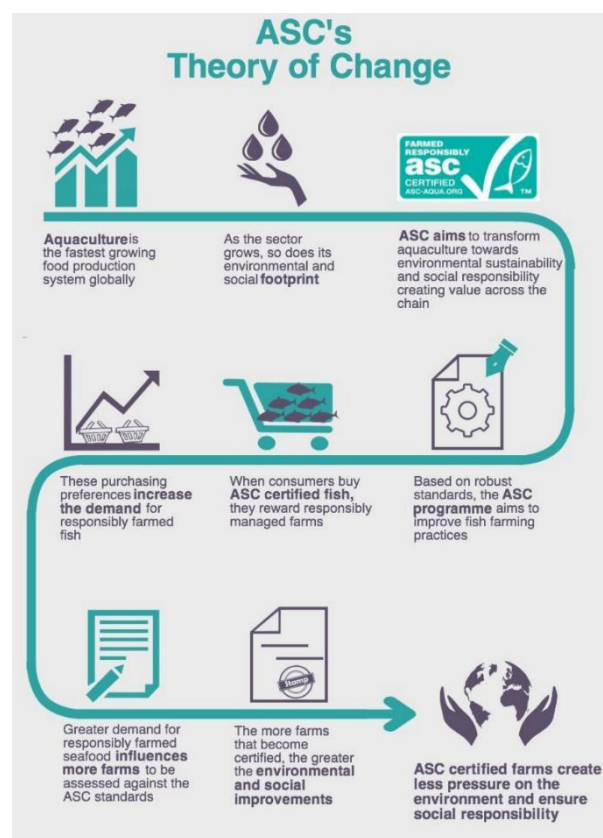 ASC's
Theory of Change
FARMED
RESPONSIBLY
asc
CERTIFIED
ASC-AQUA.ORG
TM
Aquaculture is
the fastest growing
food production
system globally
As the sector
grows, so does its
environmental and
social footprint
ASC aims to transform
aquaculture towards
environmental sustainability
and social responsibility
creating value across the
chain
Based on robust
standards, the ASC
programme aims to
improve fish farming
practices
When consumers buy
ASC certified fish,
they reward responsibly
managed farms
These purchasing
preferences increase
the demand for
responsibly farmed
fish
Greater demand for
responsibly farmed
seafood influences
more farms to be
assessed against the
ASC standards
Stamp
The more farms
that become
certified, the greater
the environmental
and social
improvements
ASC certified farms create
less pressure on the
environment and ensure
social responsibility